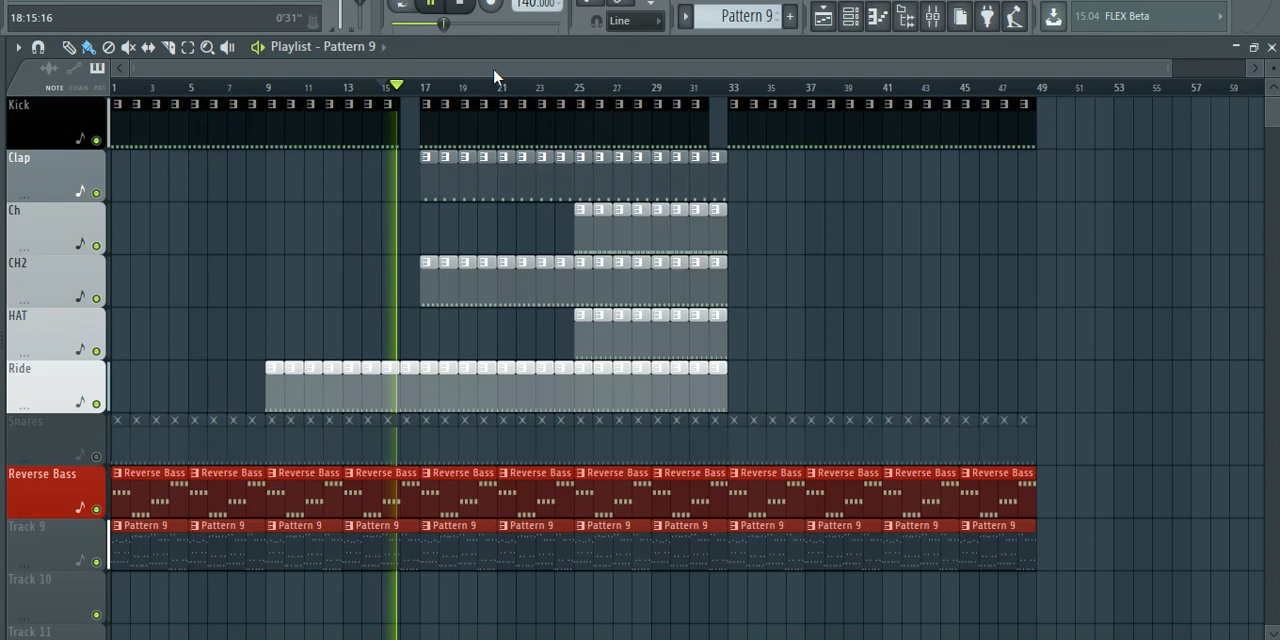 18:15:16
0'31"
140.000
Line
Pattern 9
+
15.04 FLEX Beta
Playlist - Pattern 9
NOTE CHAN PAT
1 3 5 7 9 11 13 15 17 19 21 23 25 27 29 31 33 35 37 39 41 43 45 47 49 51 53 55 57 59
Kick
Clap
Ch
CH2
HAT
Ride
Snares
Reverse Bass
Reverse Bass Reverse Bass Reverse Bass Reverse Bass Reverse Bass Reverse Bass Reverse Bass Reverse Bass Reverse Bass Reverse Bass Reverse Bass Reverse Bass
Track 9
Pattern 9 Pattern 9 Pattern 9 Pattern 9 Pattern 9 Pattern 9 Pattern 9 Pattern 9 Pattern 9 Pattern 9 Pattern 9 Pattern 9
Track 10
Track 11